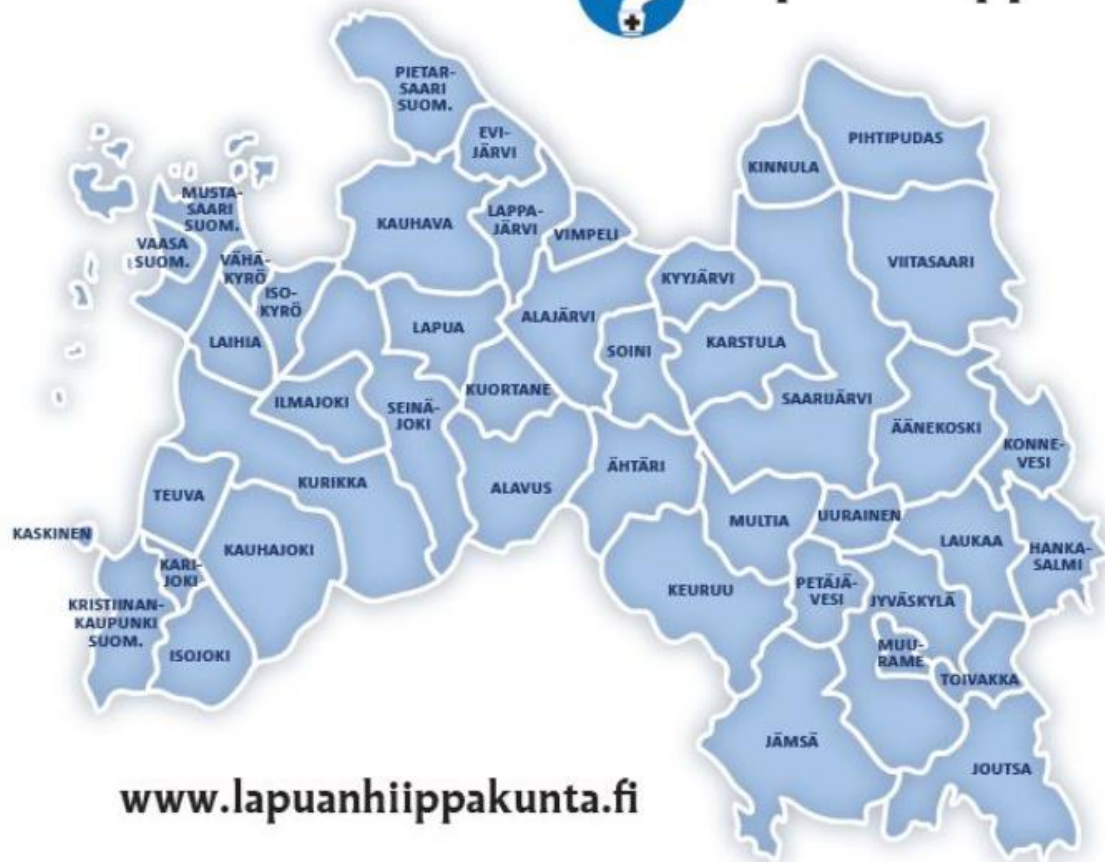 PIETAR-
SAARI
SUOM.
EVI-
JÄRVI
PIHTIPUDAS
KINNULA
MUSTA-
SAARI
SUOM.
KAUHAVA
LAPPA-
JÄRVI
VIMPELI
VAASA
SUOM.
VÄHÄ-
KYRÖ
ISO-
KYRÖ
KYYJÄRVI
VIITASAARI
LAIHIA
LAPUA
ALAJÄRVI
SOINI
KARSTULA
ILMAJOKI
SEINÄ-
JOKI
KUORTANE
SAARIJÄRVI
ÄÄNEKOSKI
KONNE-
VESI
TEUVA
KURIKKA
ALAVUS
ÄHTÄRI
KASKINEN
KAUHAJOKI
MULTIA
UURAINEN
LAUKAA
HANKA-
SALMI
KARI-
JOKI
KEURUU
PETÄJÄ-
VESI
JYVÄSKYLÄ
KRISTIINAN-
KAUPUNKI
SUOM.
ISOJOKI
MUU-
RAME
TOIVAKKA
JÄMSÄ
JOUTSA
www.lapuanhiippakunta.fi